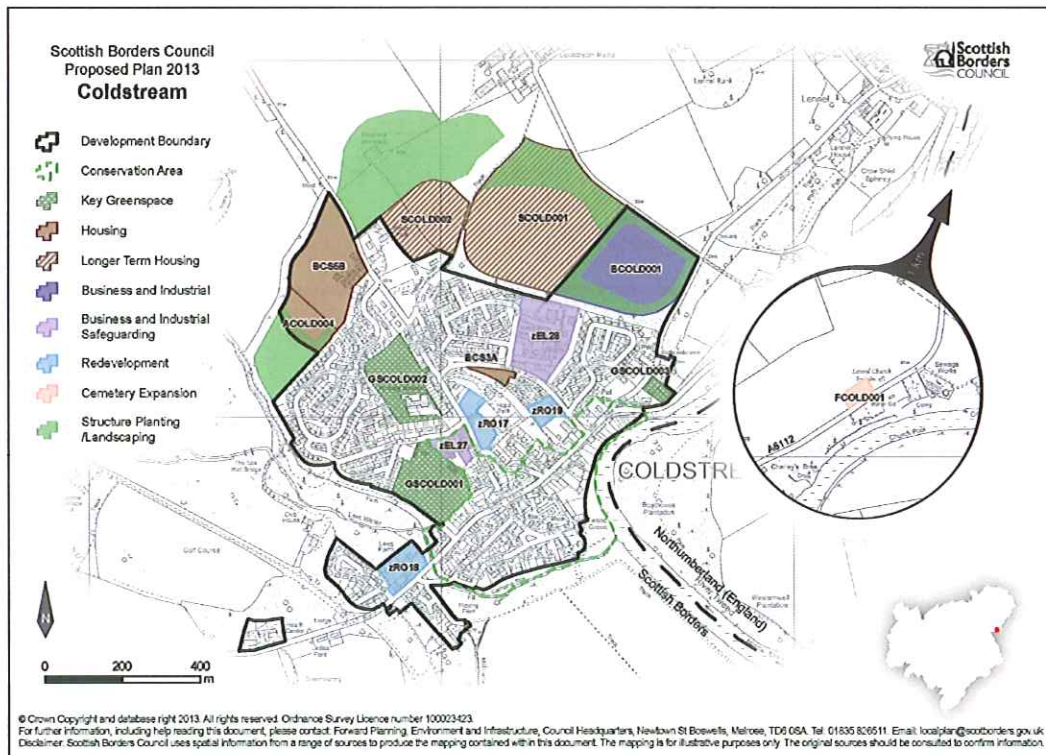 Scottish Borders Council
Proposed Plan 2013
Coldstream
Scottish
Borders
COUNCIL
Development Boundary
Conservation Area
Key Greenspace
Housing
Longer Term Housing
Business and Industrial
Business and Industrial
Safeguarding
Redevelopment
Cemetery Expansion
Structure Planting
/Landscaping
SCOLD002
SCOLD001
BCOLD001
BCS5B
ACOLD004
zEL28
BCS3A
GSCOLD003
GSCOLD002
zRO17
zRO19
zEL27
GSCOLD001
zRO18
COLDSTRE
Northumberland (England)
Scottish Borders
Lennel
1 Km
FCOLD001
A6112
Sewage
Works
Golf Course
N
0 200 400
m
© Crown Copyright and database right 2013. All rights reserved. Ordnance Survey Licence number 100023423.
For further information, including help reading this document, please contact: Forward Planning, Environment and Infrastructure, Council Headquarters, Newtown St Boswells, Melrose, TD6 0SA. Tel: 01835 826511. Email: localplan@scotborders.gov.uk
Disclaimer: Scottish Borders Council uses spatial information from a range of sources to produce the mapping contained within this document. The mapping is for illustrative purposes only. The original sources should be consulted to confirm information.